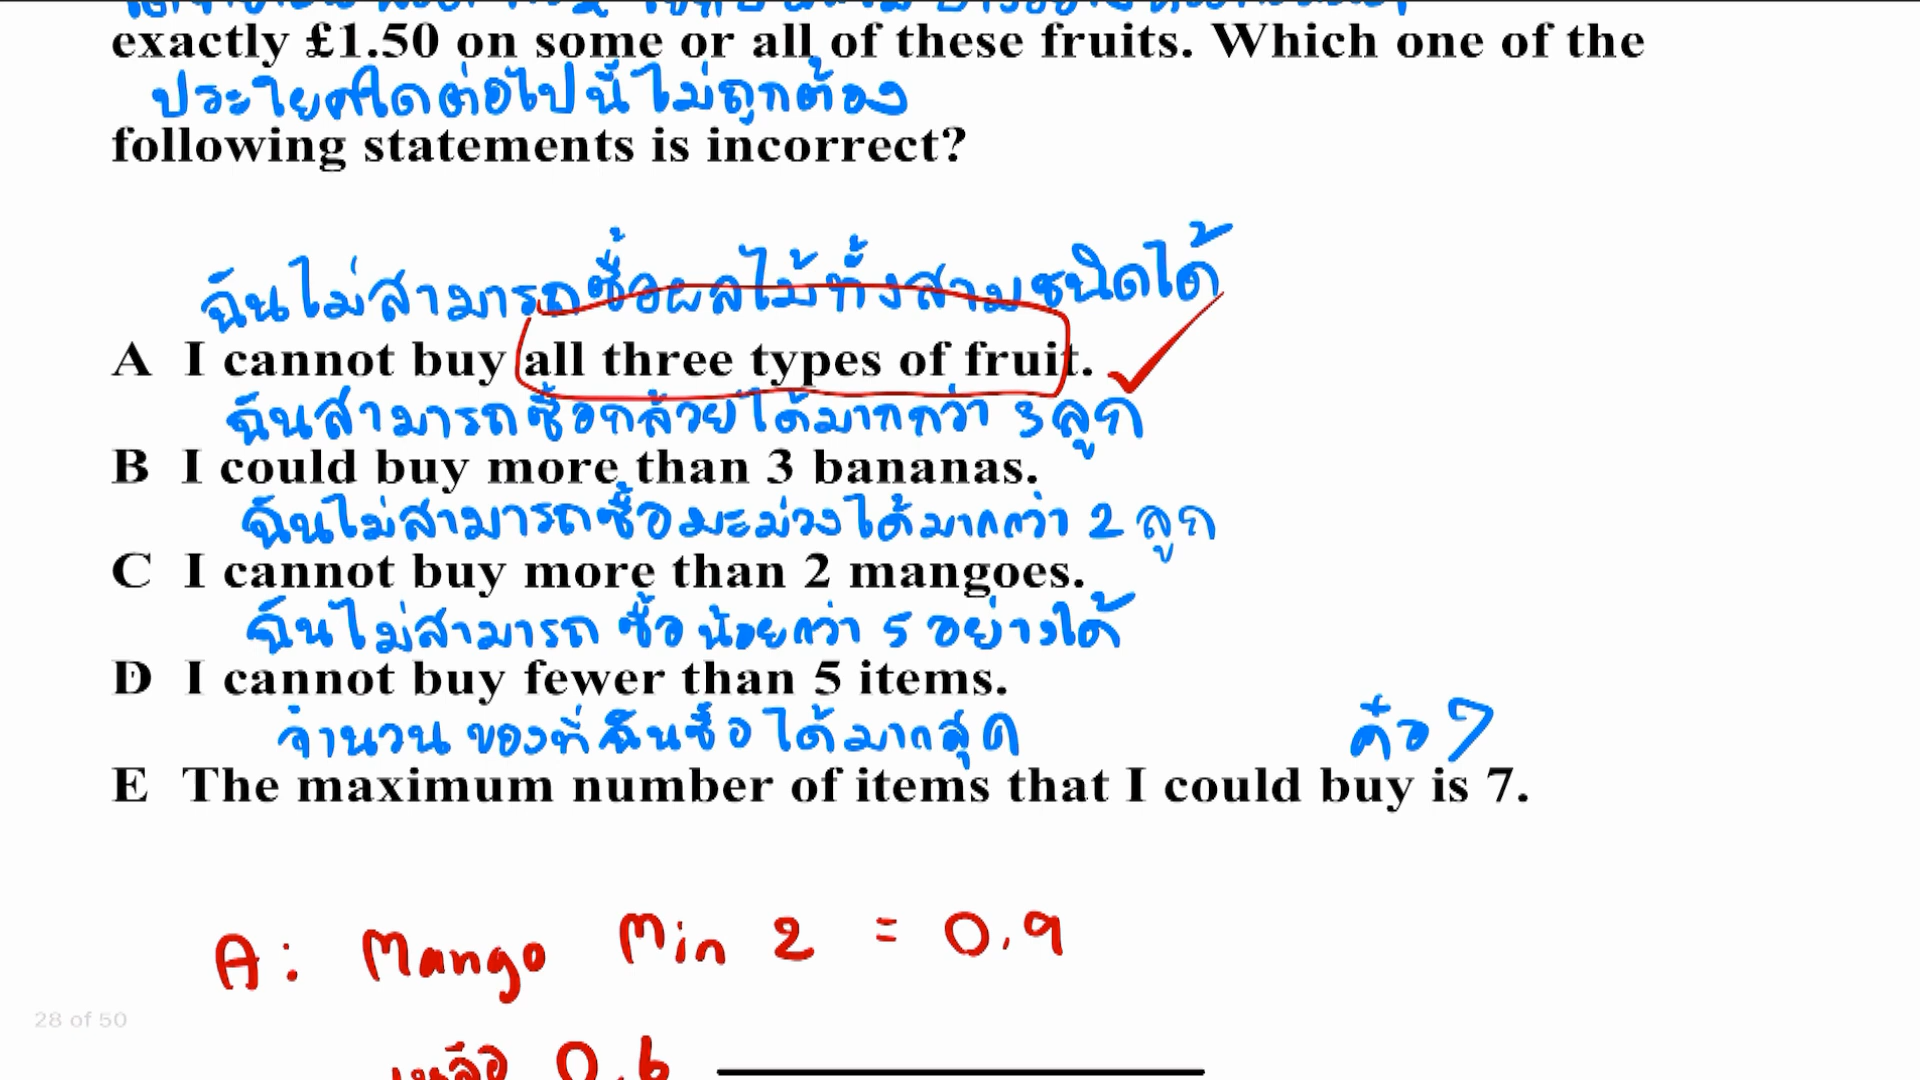 exactly £1.50 on some or all of these fruits. Which one of the
ประโยคใดต่อไปนี้ไม่ถูกต้อง
following statements is incorrect?
ฉันไม่สามารถซื้อผลไม้ทั้งสามชนิดได้
A I cannot buy all three types of fruit.
ฉันสามารถซื้อกล้วยได้มากกว่า 3 ลูก
B I could buy more than 3 bananas.
ฉันไม่สามารถซื้อมะม่วงได้มากกว่า 2 ลูก
C I cannot buy more than 2 mangoes.
ฉันไม่สามารถ ซื้อ น้อยกว่า 5 อย่างได้
D I cannot buy fewer than 5 items.
จำนวน ของที่ฉันซื้อ ได้มากสุด คือ 7
E The maximum number of items that I could buy is 7.
A: Mango Min 2 = 0.9
28 of 50
เหลือ 0.6